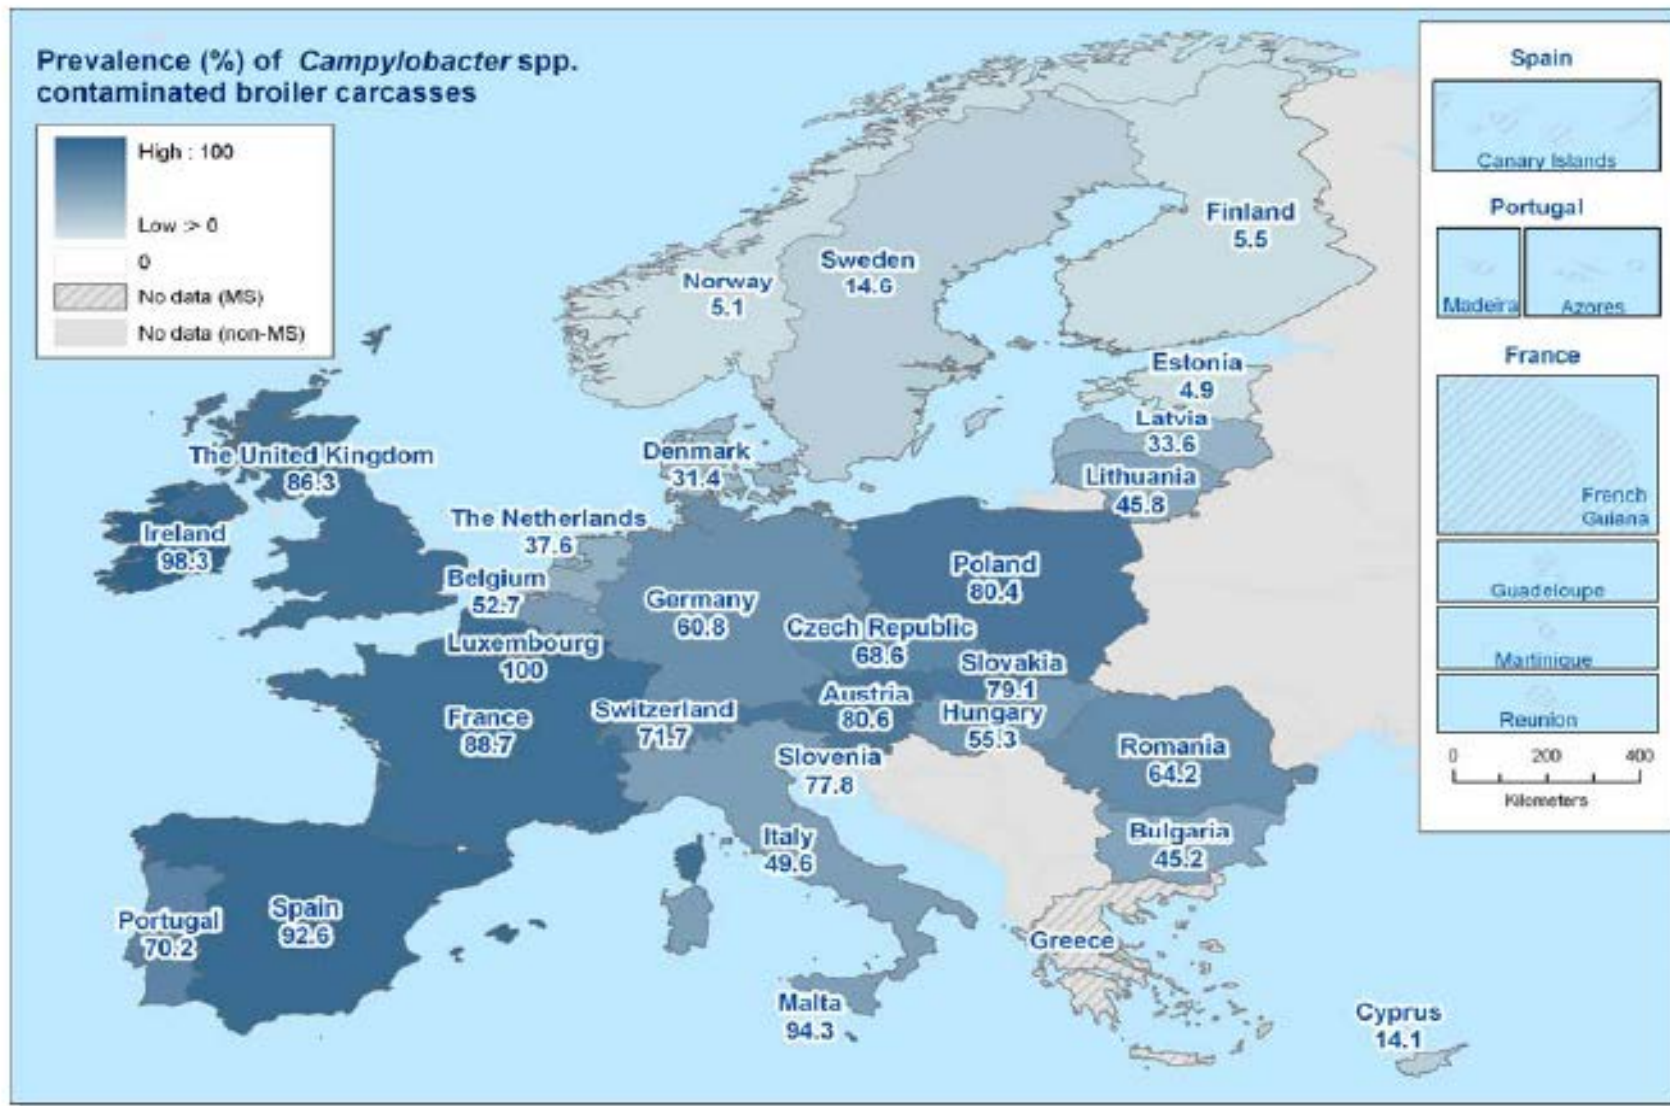 Prevalence (%) of Campylobacter spp.
contaminated broiler carcasses
High : 100
Low :> 0
0
No data (MS)
No data (non-MS)
Norway
5.1
Sweden
14.6
Finland
5.5
Estonia
4.9
Latvia
33.6
Lithuania
45.8
Denmark
31.4
The United Kingdom
86.3
Ireland
98.3
The Netherlands
37.6
Belgium
52.7
Luxembourg
100
Germany
60.8
Poland
80.4
Czech Republic
68.6
Slovakia
79.1
Austria
80.6
Hungary
55.3
Switzerland
71.7
France
88.7
Slovenia
77.8
Romania
64.2
Bulgaria
45.2
Italy
49.6
Portugal
70.2
Spain
92.6
Greece
Malta
94.3
Cyprus
14.1
Spain
Canary Islands
Portugal
Madeira
Azores
France
French
Guiana
Guadeloupe
Martinique
Reunion
0 200 400
Kilometers